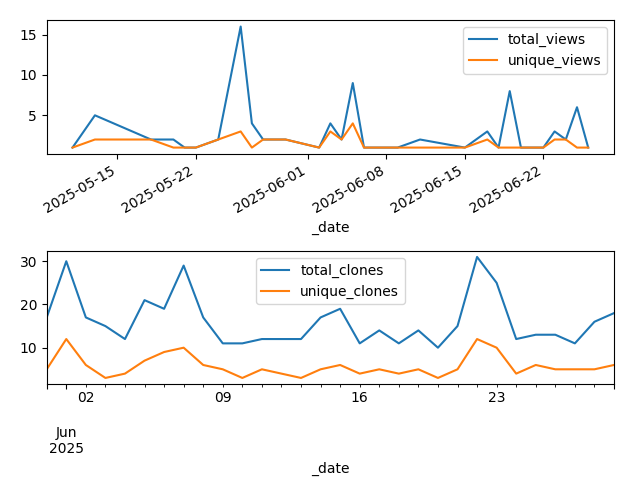 15
10
5
total_views
unique_views
2025-05-15
2025-05-22
2025-06-01
2025-06-08
2025-06-15
2025-06-22
_date
30
20
10
total_clones
unique_clones
02
09
16
23
Jun
2025
_date